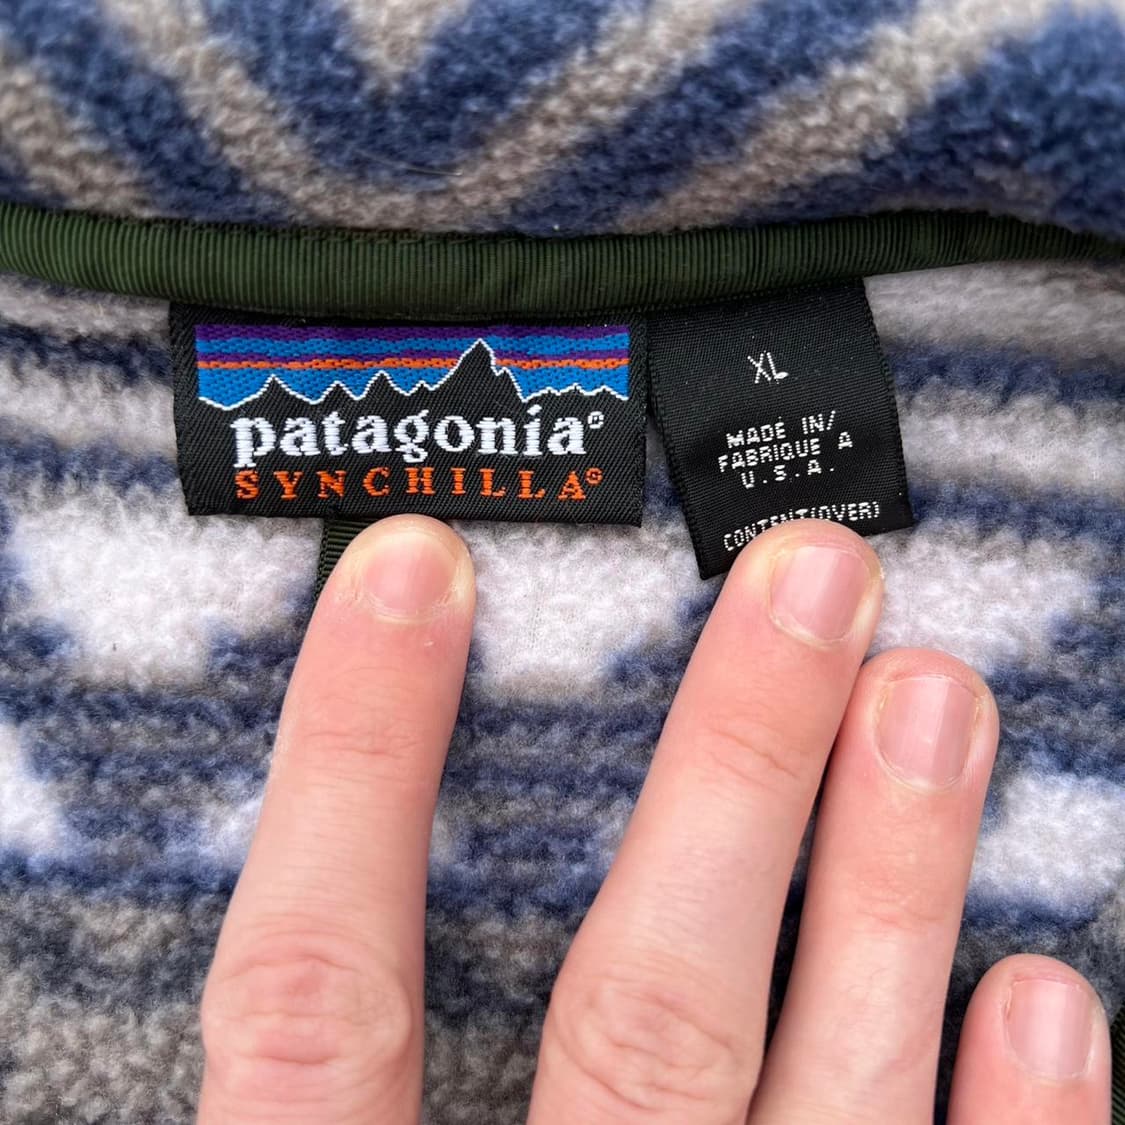 patagonia®
SYNCHILLA®
XL
MADE IN/
FABRIQUE A
U.S.A.
CONTENT(OVER)